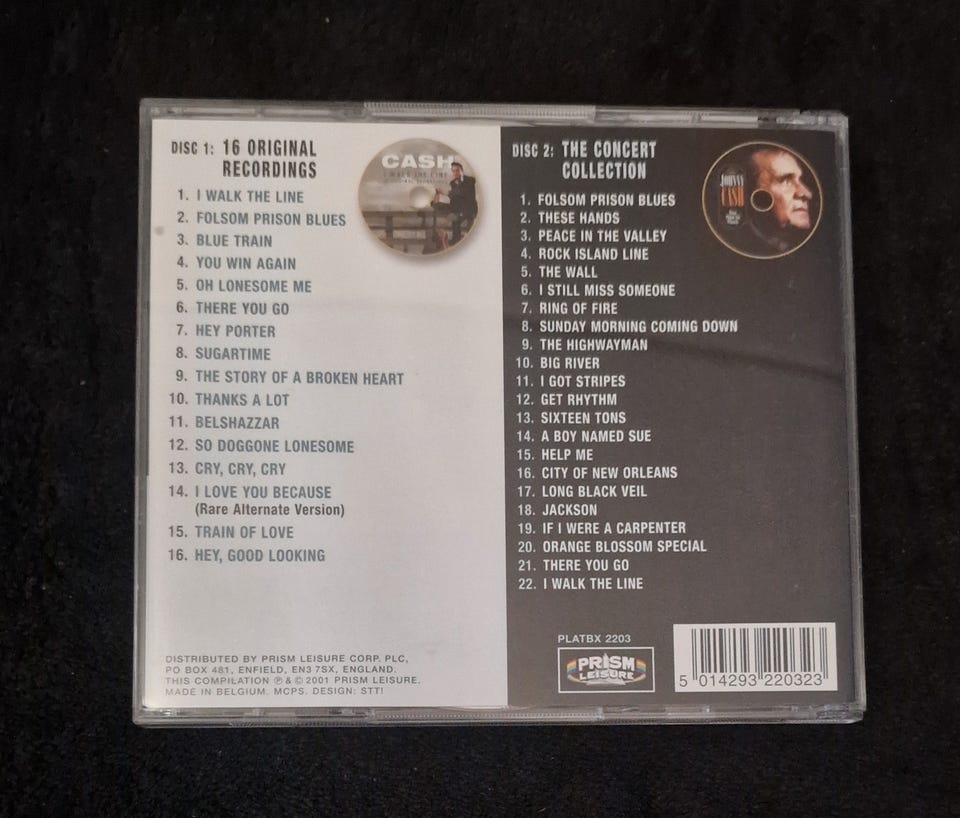 DISC 1: 16 ORIGINAL
RECORDINGS
CASH
I WALK THE LINE
1. I WALK THE LINE
2. FOLSOM PRISON BLUES
3. BLUE TRAIN
4. YOU WIN AGAIN
5. OH LONESOME ME
6. THERE YOU GO
7. HEY PORTER
8. SUGARTIME
9. THE STORY OF A BROKEN HEART
10. THANKS A LOT
11. BELSHAZZAR
12. SO DOGGONE LONESOME
13. CRY, CRY, CRY
14. I LOVE YOU BECAUSE
(Rare Alternate Version)
15. TRAIN OF LOVE
16. HEY, GOOD LOOKING
DISTRIBUTED BY PRISM LEISURE CORP. PLC,
PO BOX 481, ENFIELD, EN3 7SX, ENGLAND.
THIS COMPILATION ℗ & © 2001 PRISM LEISURE.
MADE IN BELGIUM. MCPS. DESIGN: STT!
DISC 2: THE CONCERT
COLLECTION
JOHNNY
CASH
1. FOLSOM PRISON BLUES
2. THESE HANDS
3. PEACE IN THE VALLEY
4. ROCK ISLAND LINE
5. THE WALL
6. I STILL MISS SOMEONE
7. RING OF FIRE
8. SUNDAY MORNING COMING DOWN
9. THE HIGHWAYMAN
10. BIG RIVER
11. I GOT STRIPES
12. GET RHYTHM
13. SIXTEEN TONS
14. A BOY NAMED SUE
15. HELP ME
16. CITY OF NEW ORLEANS
17. LONG BLACK VEIL
18. JACKSON
19. IF I WERE A CARPENTER
20. ORANGE BLOSSOM SPECIAL
21. THERE YOU GO
22. I WALK THE LINE
PLATBX 2203
PRISM
LEISURE
5 014293 220323